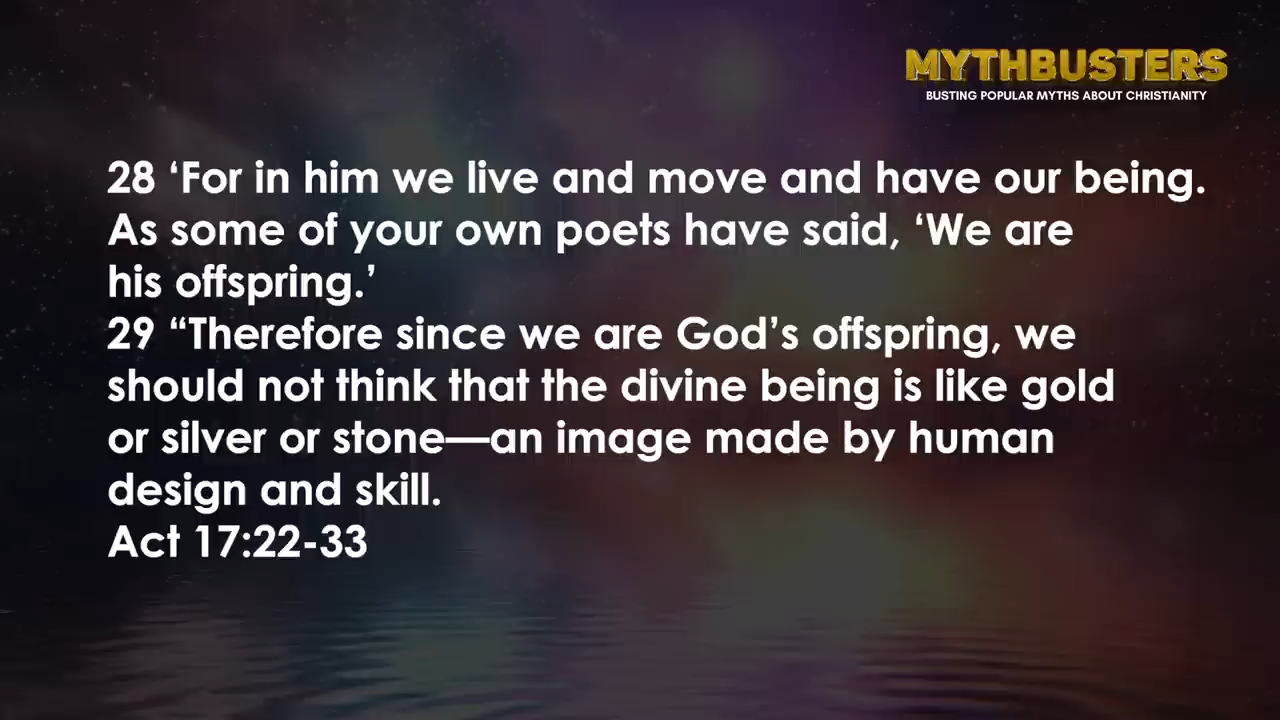 MYTHBUSTERS
BUSTING POPULAR MYTHS ABOUT CHRISTIANITY
28 ‘For in him we live and move and have our being.
As some of your own poets have said, ‘We are
his offspring.’
29 “Therefore since we are God’s offspring, we
should not think that the divine being is like gold
or silver or stone—an image made by human
design and skill.
Act 17:22-33